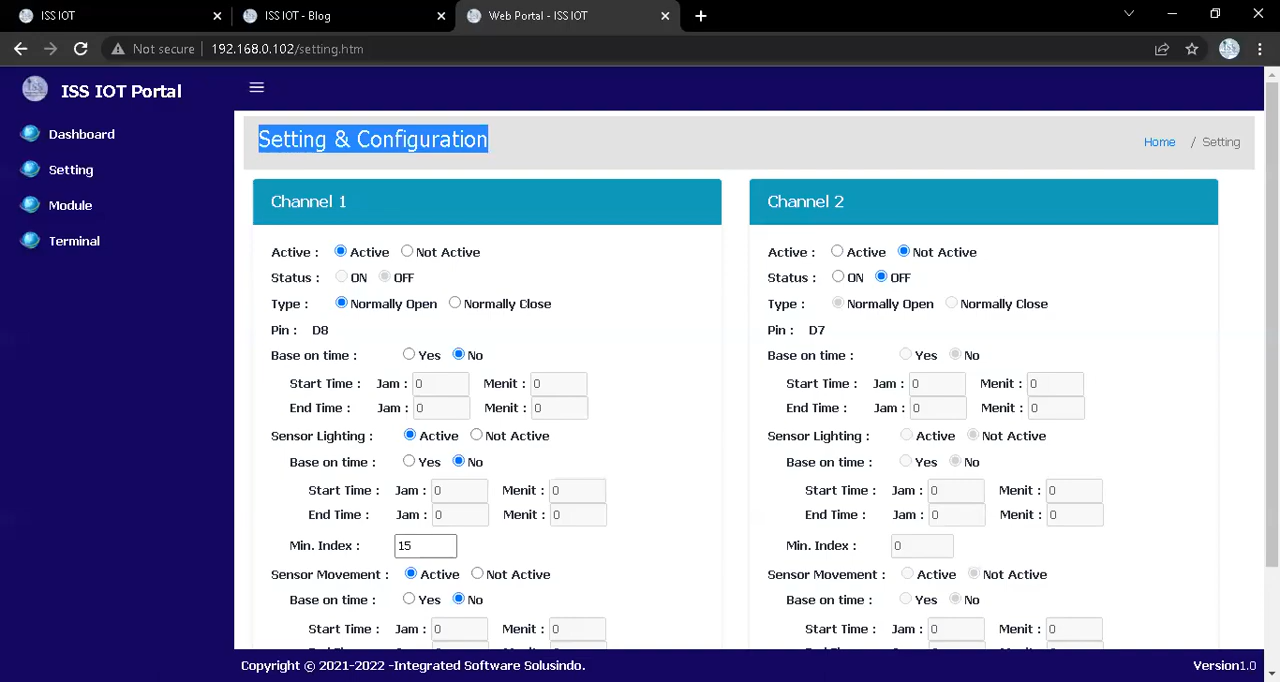 ISS IOT
ISS IOT - Blog
Web Portal - ISS IOT
Not secure
192.168.0.102/setting.htm
ISS IOT Portal
Dashboard
Setting
Module
Terminal
Setting & Configuration
Home / Setting
Channel 1
Active : Active Not Active
Status : ON OFF
Type : Normally Open Normally Close
Pin : D8
Base on time : Yes No
Start Time : Jam : 0 Menit : 0
End Time : Jam : 0 Menit : 0
Sensor Lighting : Active Not Active
Base on time : Yes No
Start Time : Jam : 0 Menit : 0
End Time : Jam : 0 Menit : 0
Min. Index : 15
Sensor Movement : Active Not Active
Base on time : Yes No
Start Time : Jam : 0 Menit : 0
Channel 2
Active : Active Not Active
Status : ON OFF
Type : Normally Open Normally Close
Pin : D7
Base on time : Yes No
Start Time : Jam : 0 Menit : 0
End Time : Jam : 0 Menit : 0
Sensor Lighting : Active Not Active
Base on time : Yes No
Start Time : Jam : 0 Menit : 0
End Time : Jam : 0 Menit : 0
Min. Index : 0
Sensor Movement : Active Not Active
Base on time : Yes No
Start Time : Jam : 0 Menit : 0
Copyright © 2021-2022 -Integrated Software Solusindo.
Version1.0